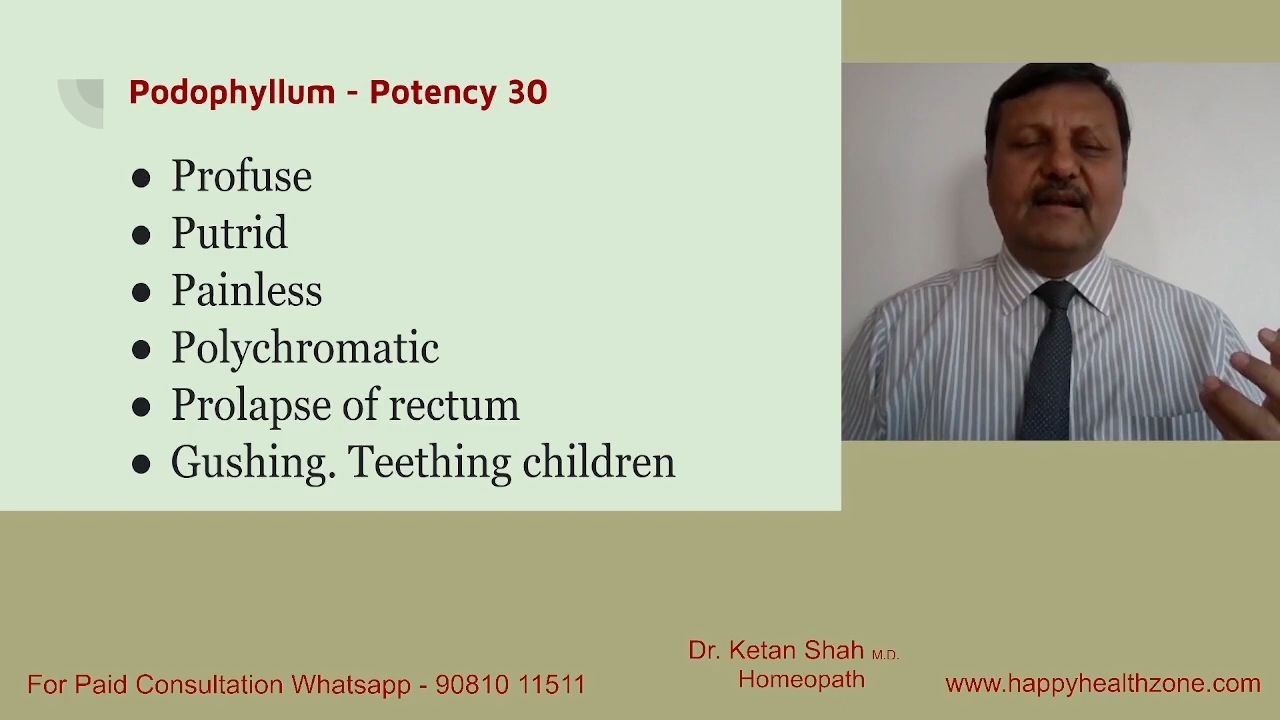 Podophyllum - Potency 30
● Profuse
● Putrid
● Painless
● Polychromatic
● Prolapse of rectum
● Gushing. Teething children
Dr. Ketan Shah M.D.
Homeopath
For Paid Consultation Whatsapp - 90810 11511
www.happyhealthzone.com